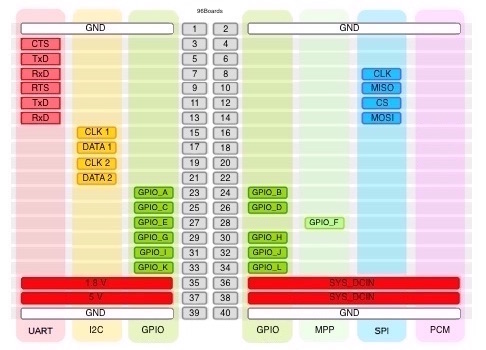 96Boards
GND 1 2 GND
CTS 3 4
TxD 5 6
RxD 7 8 CLK
RTS 9 10 MISO
TxD 11 12 CS
RxD 13 14 MOSI
CLK 1 15 16
DATA 1 17 18
CLK 2 19 20
DATA 2 21 22
GPIO_A 23 24 GPIO_B
GPIO_C 25 26 GPIO_D
GPIO_E 27 28 GPIO_F
GPIO_G 29 30 GPIO_H
GPIO_I 31 32 GPIO_J
GPIO_K 33 34 GPIO_L
1.8 V 35 36 SYS_DCIN
5 V 37 38 SYS_DCIN
GND 39 40 GND
UART I2C GPIO GPIO MPP SPI PCM